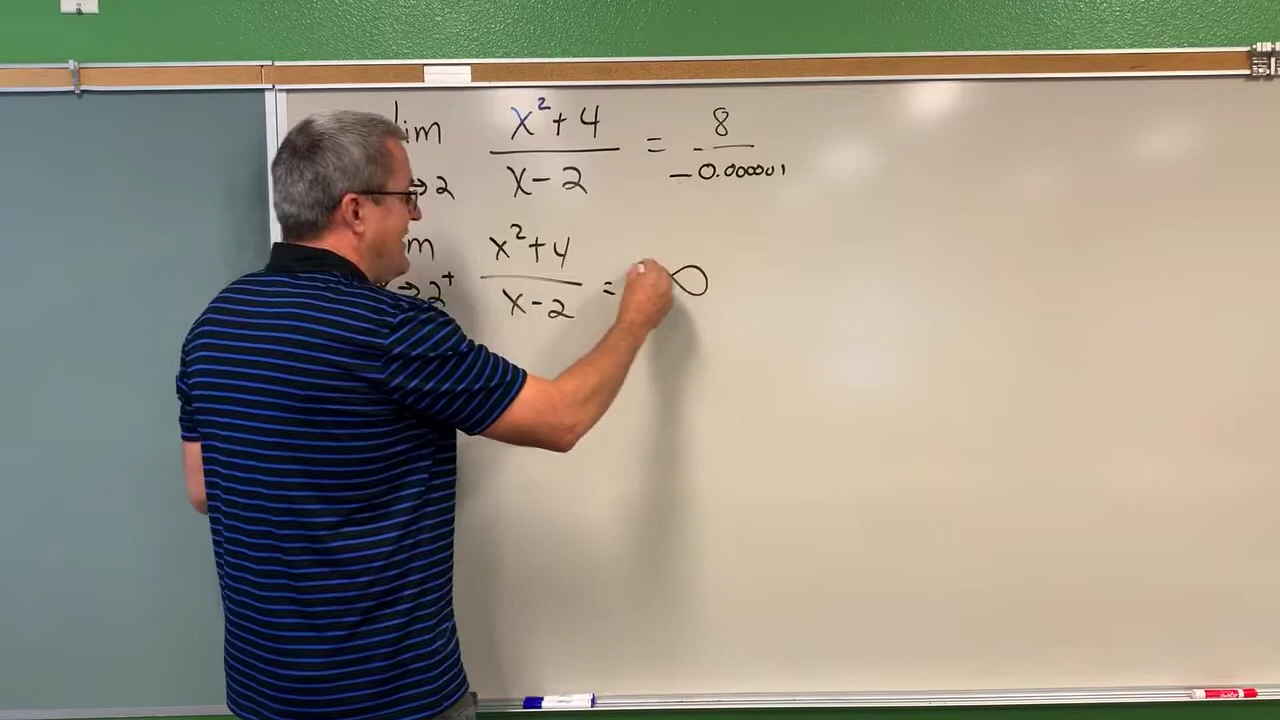 lim x²+4 / x-2 = 8 / -0.000001
→2
m x²+4 / x-2 = ∞
→2⁺